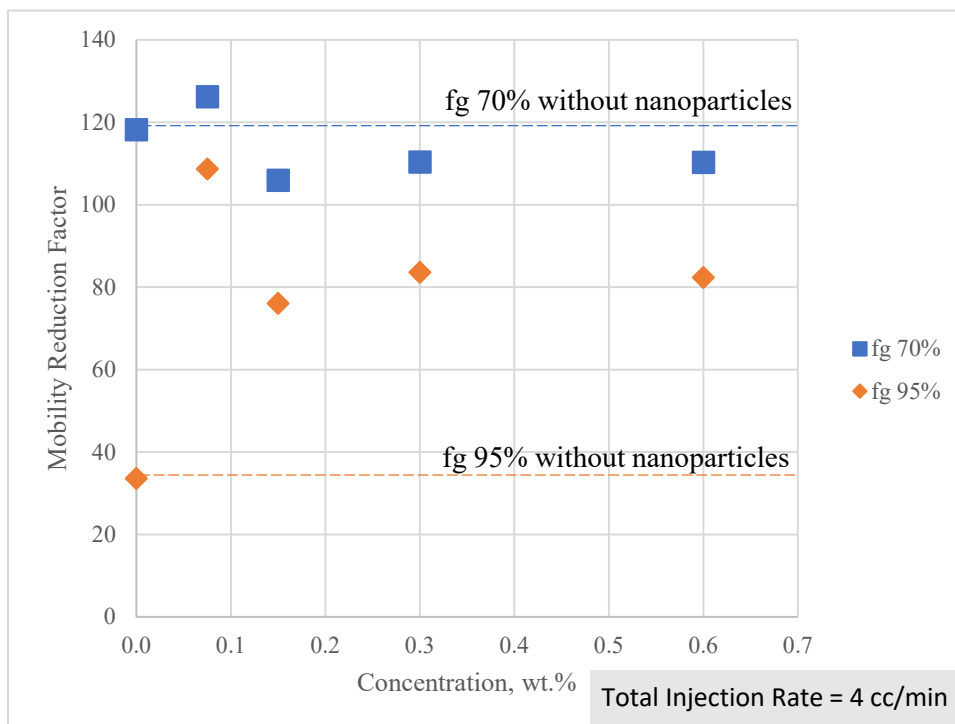 140
120
100
80
60
40
20
0
Mobility Reduction Factor
fg 70% without nanoparticles
fg 95% without nanoparticles
fg 70%
fg 95%
0.0 0.1 0.2 0.3 0.4 0.5 0.6 0.7
Concentration, wt.%
Total Injection Rate = 4 cc/min